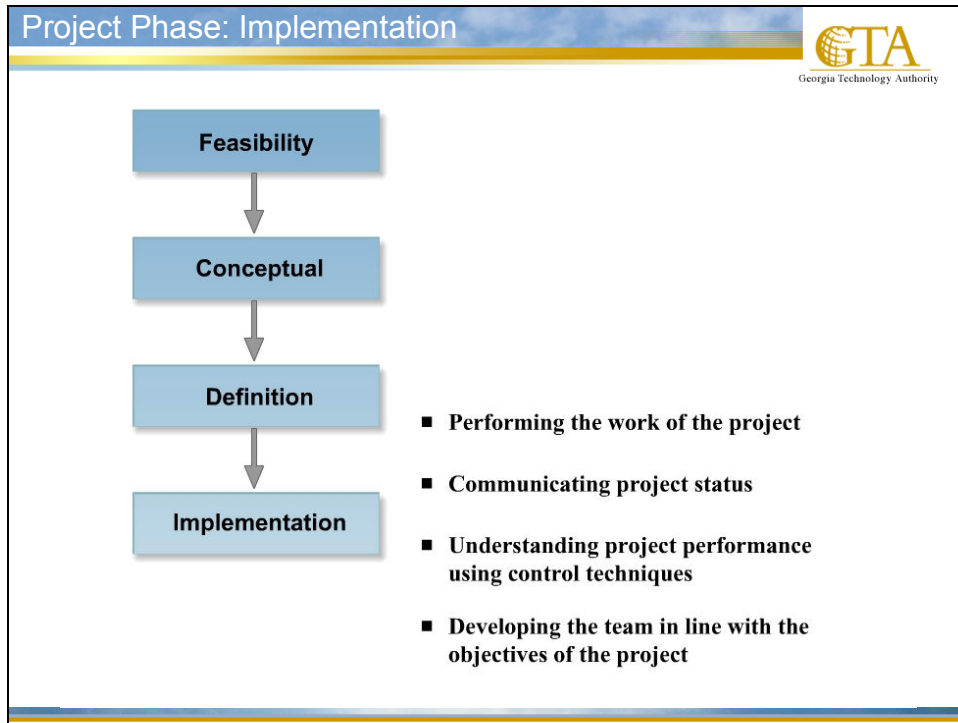 Project Phase: Implementation
GTA
Georgia Technology Authority
Feasibility
Conceptual
Definition
Implementation
■ Performing the work of the project
■ Communicating project status
■ Understanding project performance
using control techniques
■ Developing the team in line with the
objectives of the project